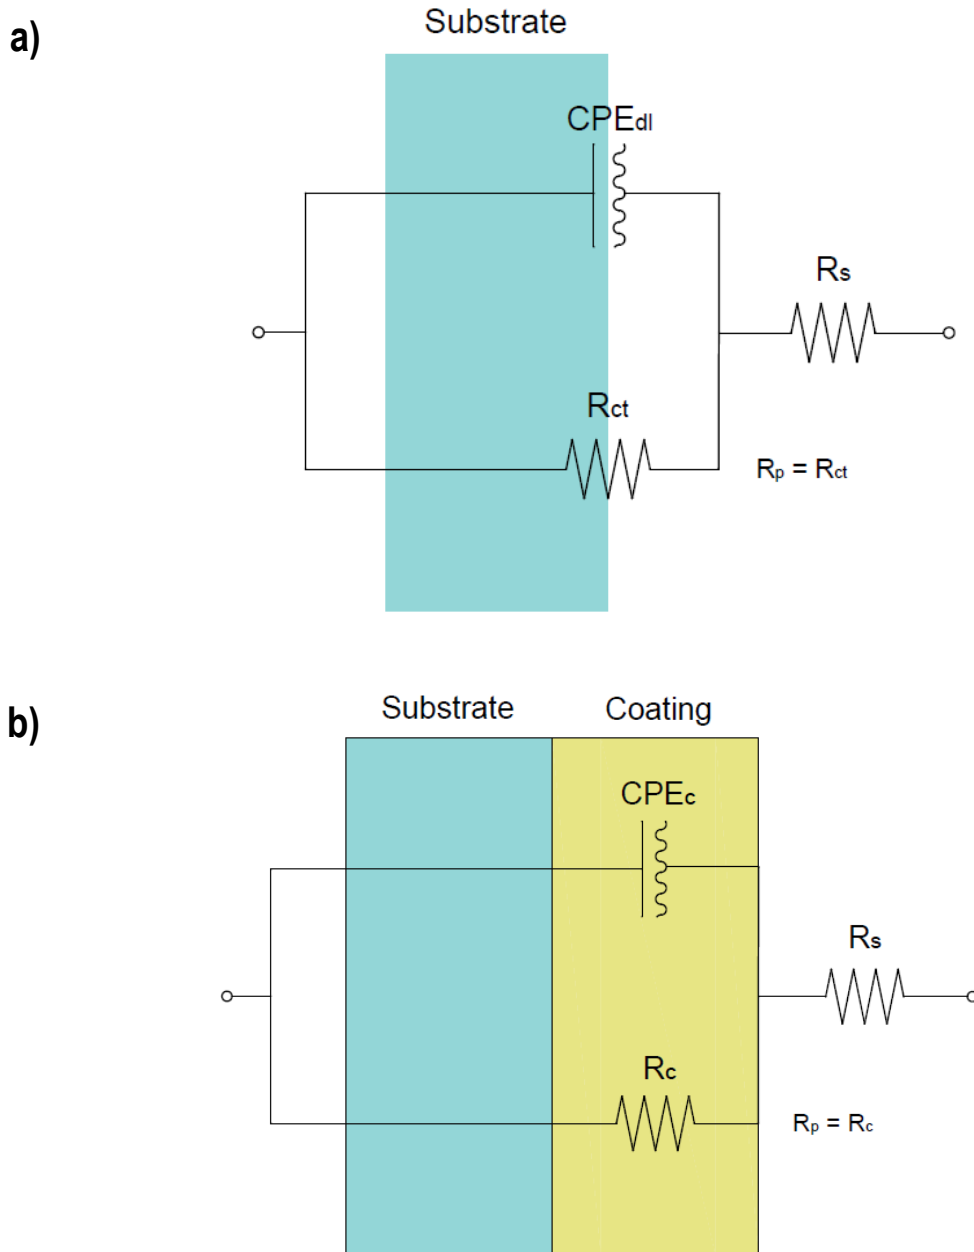 a)
Substrate
CPEdl
Rs
Rct
Rp = Rct
b)
Substrate
Coating
CPEc
Rs
Rc
Rp = Rc